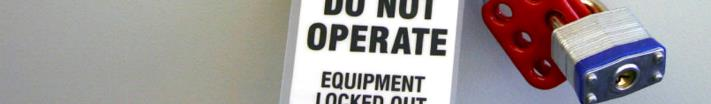 DO NOT
OPERATE
EQUIPMENT
LOCKED OUT